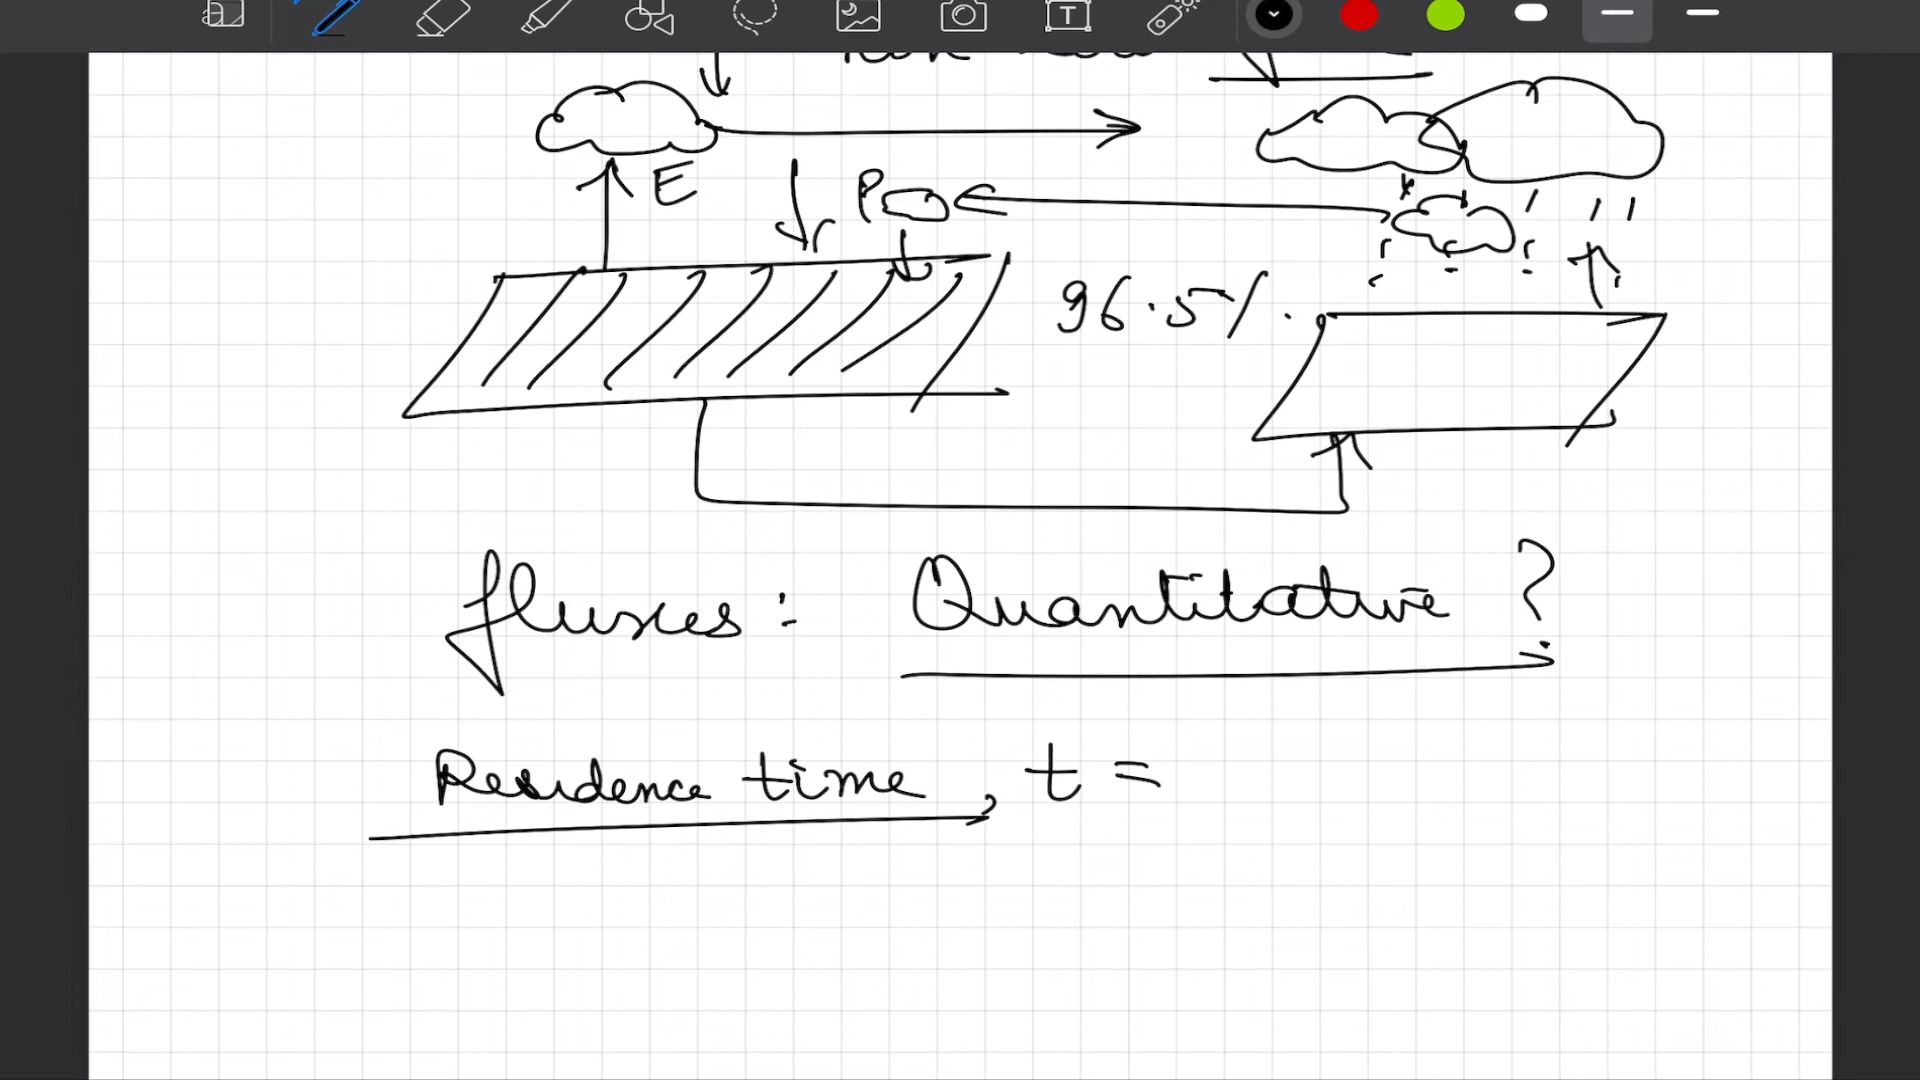 E
P
96.5%
fluxes: Quantitative ?
Residence time, t =